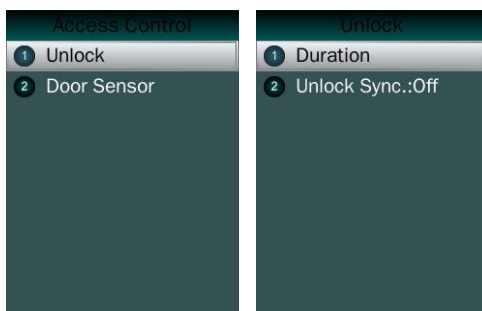 Access Control
1 Unlock
2 Door Sensor
Unlock
1 Duration
2 Unlock Sync.:Off